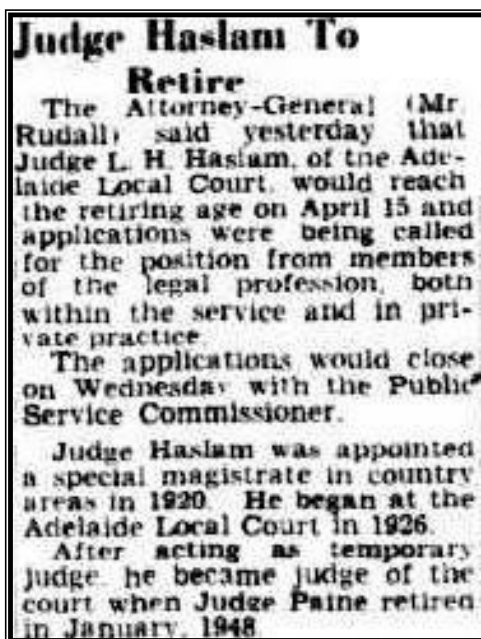 Judge Haslam To
Retire
The Attorney-General (Mr.
Rudall) said yesterday that
Judge L. H. Haslam, of the Ade-
laide Local Court, would reach
the retiring age on April 15 and
applications were being called
for the position from members
of the legal profession, both
within the service and in pri-
vate practice.
The applications would close
on Wednesday with the Public
Service Commissioner.
Judge Haslam was appointed
a special magistrate in country
areas in 1920. He began at the
Adelaide Local Court in 1926.
After acting as temporary
judge, he became judge of the
court when Judge Paine retired
in January, 1948.